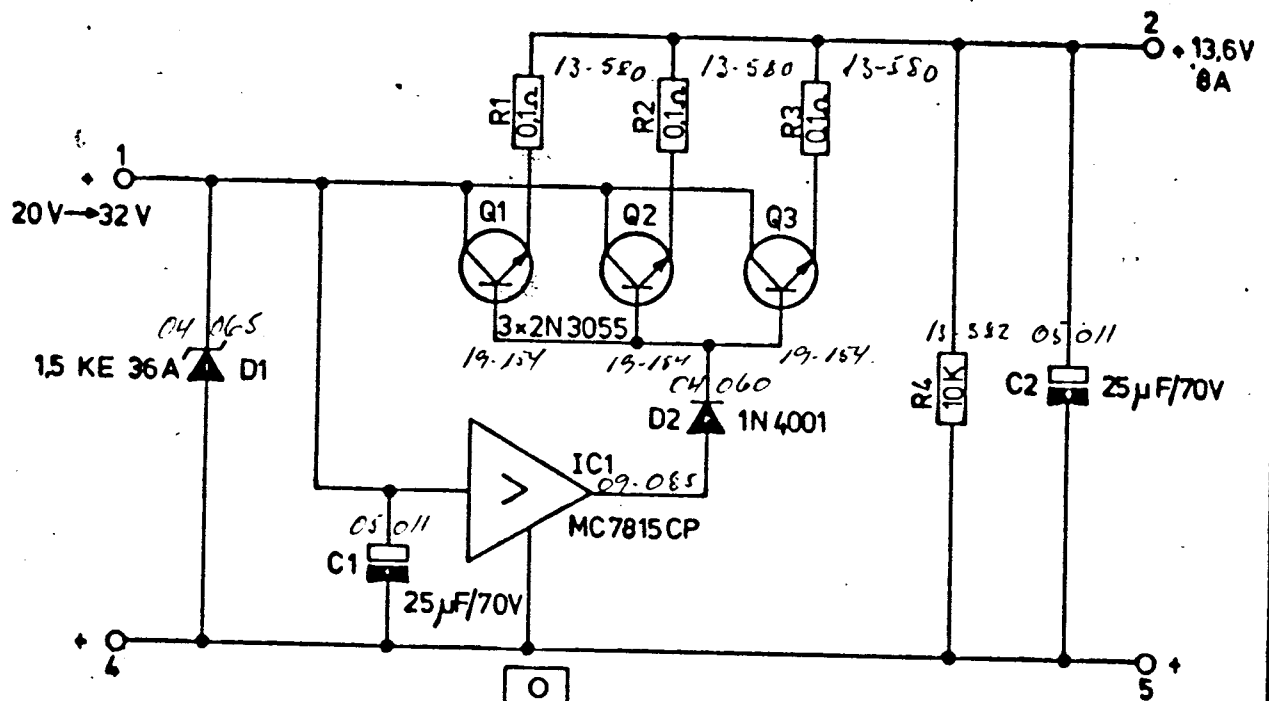 2
+ 13,6V
8A
13-580 13-580 13-580
R1 0,1Ω
R2 0,1Ω
R3 0,1Ω
1
+
20V→32V
Q1
Q2
Q3
3×2N3055
19-154 19-154 19-154
04 065
1,5 KE 36A D1
04 060
D2 1N4001
13-582
R4 10K
05 011
C2 25µF/70V
IC1
>
09-085
MC7815CP
05 011
C1
25µF/70V
+
4
5
+